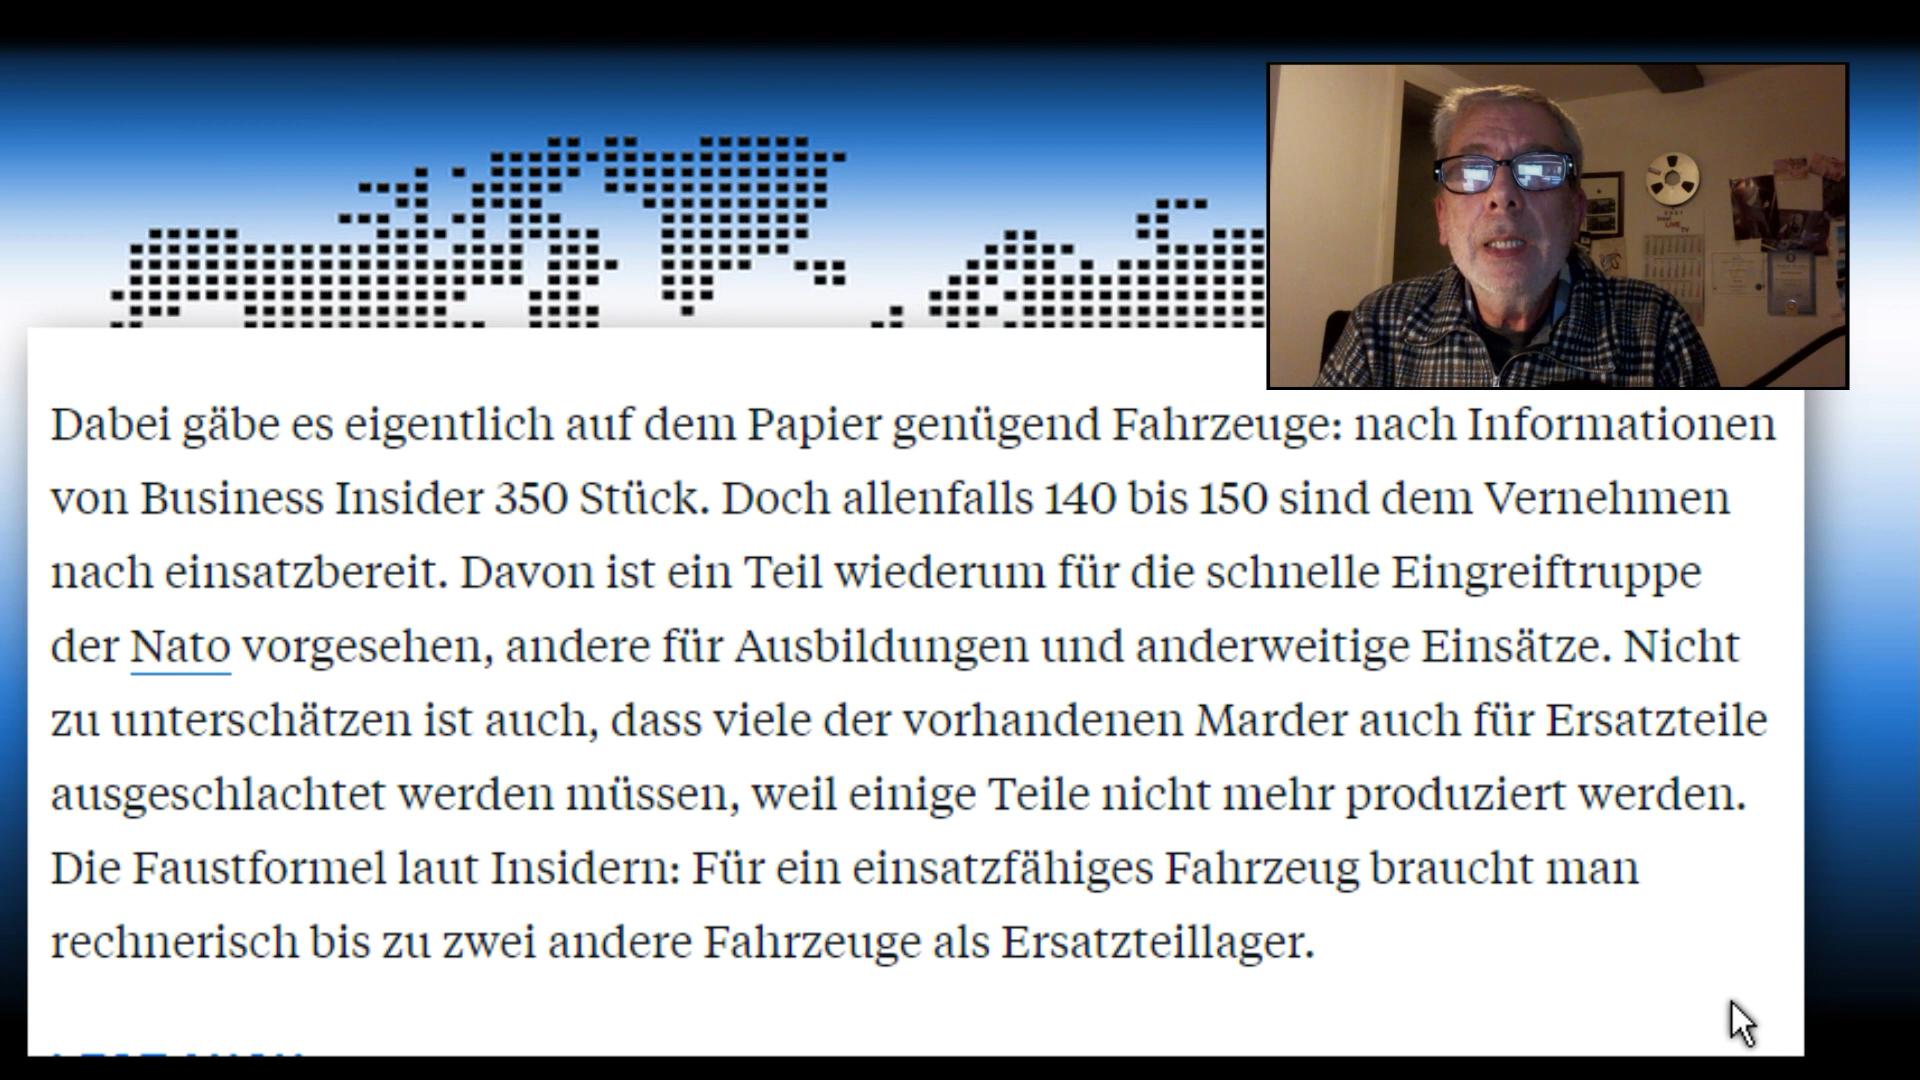 Dabei gäbe es eigentlich auf dem Papier genügend Fahrzeuge: nach Informationen
von Business Insider 350 Stück. Doch allenfalls 140 bis 150 sind dem Vernehmen
nach einsatzbereit. Davon ist ein Teil wiederum für die schnelle Eingreiftruppe
der Nato vorgesehen, andere für Ausbildungen und anderweitige Einsätze. Nicht
zu unterschätzen ist auch, dass viele der vorhandenen Marder auch für Ersatzteile
ausgeschlachtet werden müssen, weil einige Teile nicht mehr produziert werden.
Die Faustformel laut Insidern: Für ein einsatzfähiges Fahrzeug braucht man
rechnerisch bis zu zwei andere Fahrzeuge als Ersatzteillager.